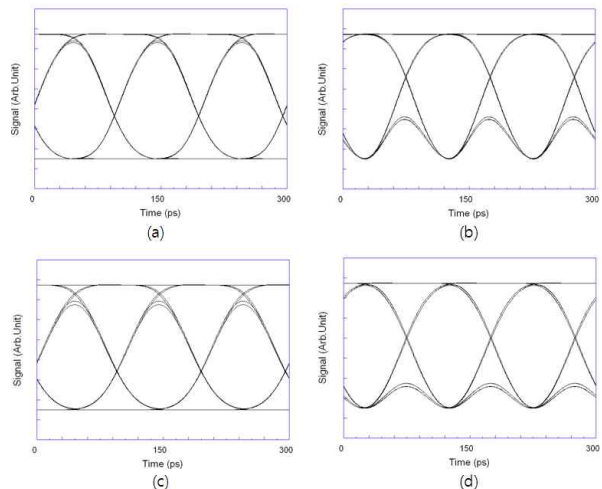 Signal (Arb.Unit)
0 150 300
Time (ps)
(a)
Signal (Arb.Unit)
0 150 300
Time (ps)
(b)
Signal (Arb.Unit)
0 150 300
Time (ps)
(c)
Signal (Arb.Unit)
0 150 300
Time (ps)
(d)